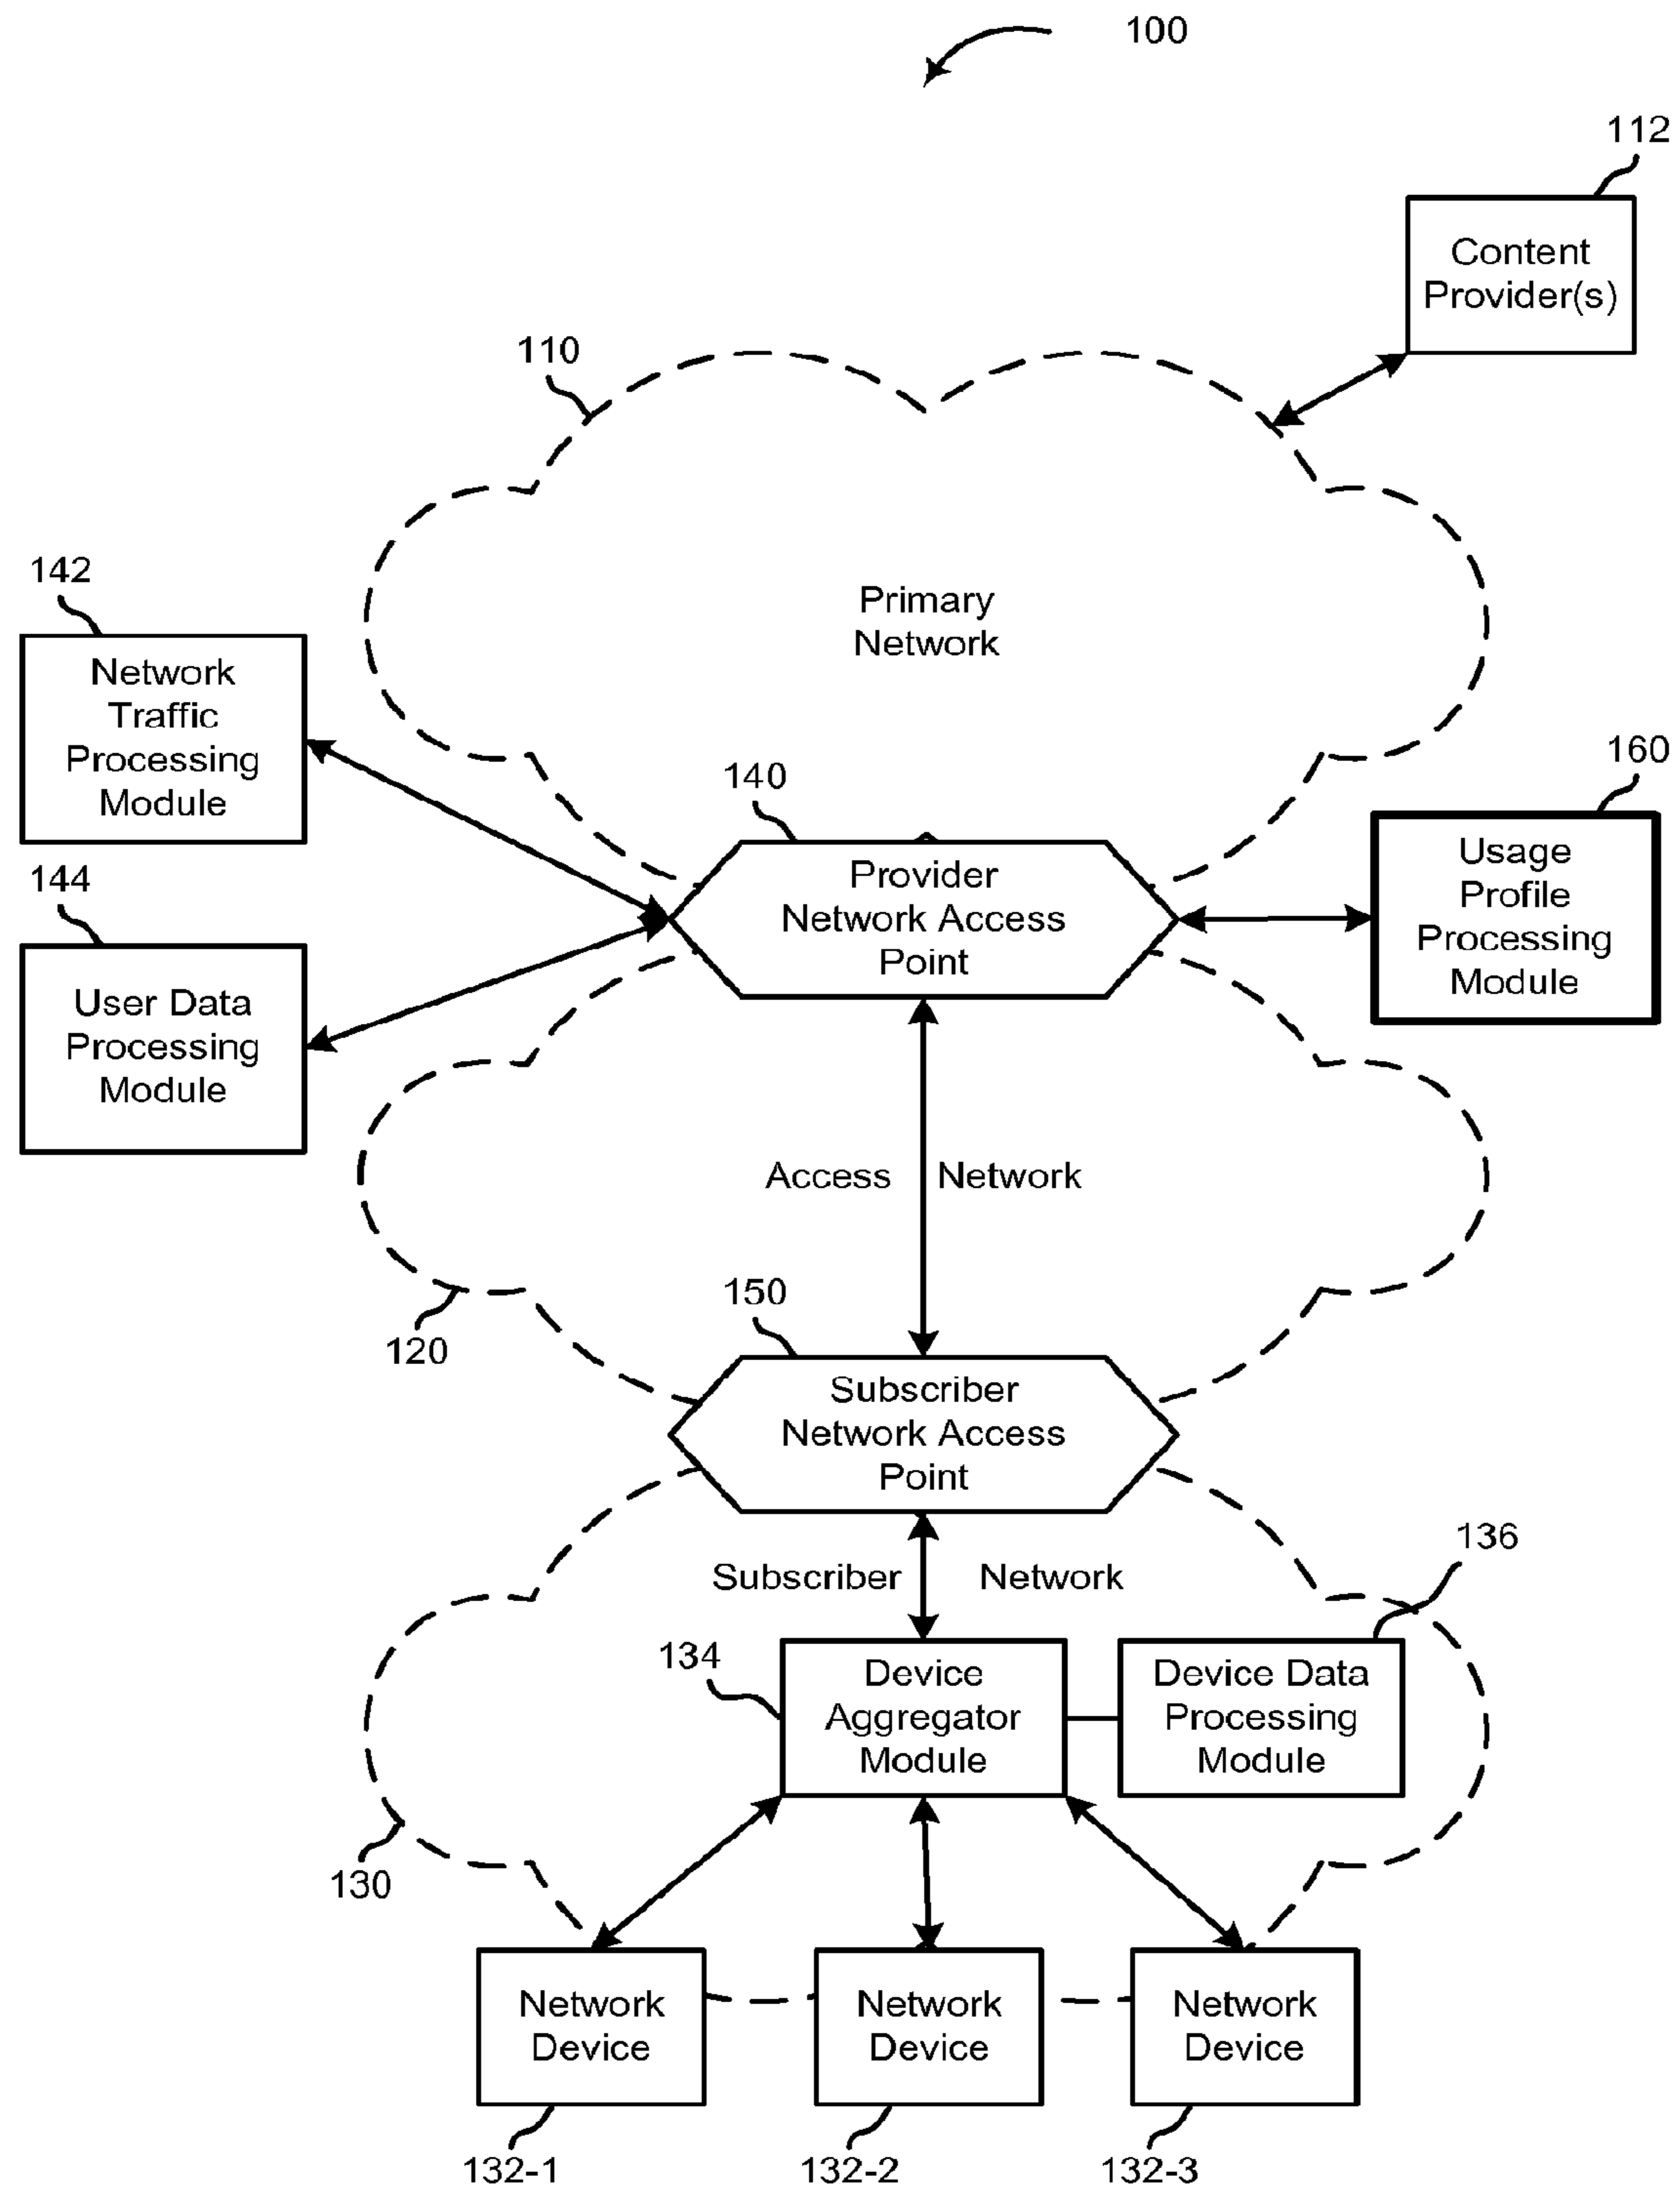 100
112
Content
Provider(s)
110
Primary
Network
142
Network
Traffic
Processing
Module
140
Provider
Network Access
Point
160
Usage
Profile
Processing
Module
144
User Data
Processing
Module
Access Network
120
150
Subscriber
Network Access
Point
Subscriber Network
136
134
Device
Aggregator
Module
Device Data
Processing
Module
130
Network
Device
Network
Device
Network
Device
132-1
132-2
132-3